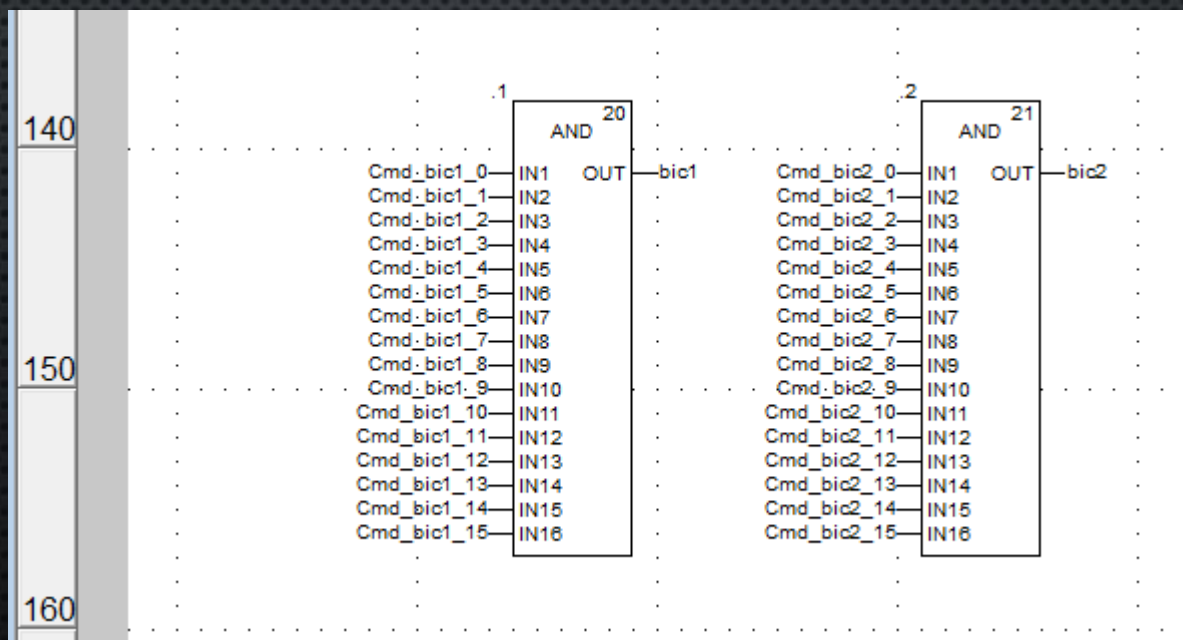 140
150
160
.1
20
AND
Cmd_bic1_0 IN1 OUT bic1
Cmd_bic1_1 IN2
Cmd_bic1_2 IN3
Cmd_bic1_3 IN4
Cmd_bic1_4 IN5
Cmd_bic1_5 IN6
Cmd_bic1_6 IN7
Cmd_bic1_7 IN8
Cmd_bic1_8 IN9
Cmd_bic1_9 IN10
Cmd_bic1_10 IN11
Cmd_bic1_11 IN12
Cmd_bic1_12 IN13
Cmd_bic1_13 IN14
Cmd_bic1_14 IN15
Cmd_bic1_15 IN16
.2
21
AND
Cmd_bic2_0 IN1 OUT bic2
Cmd_bic2_1 IN2
Cmd_bic2_2 IN3
Cmd_bic2_3 IN4
Cmd_bic2_4 IN5
Cmd_bic2_5 IN6
Cmd_bic2_6 IN7
Cmd_bic2_7 IN8
Cmd_bic2_8 IN9
Cmd_bic2_9 IN10
Cmd_bic2_10 IN11
Cmd_bic2_11 IN12
Cmd_bic2_12 IN13
Cmd_bic2_13 IN14
Cmd_bic2_14 IN15
Cmd_bic2_15 IN16